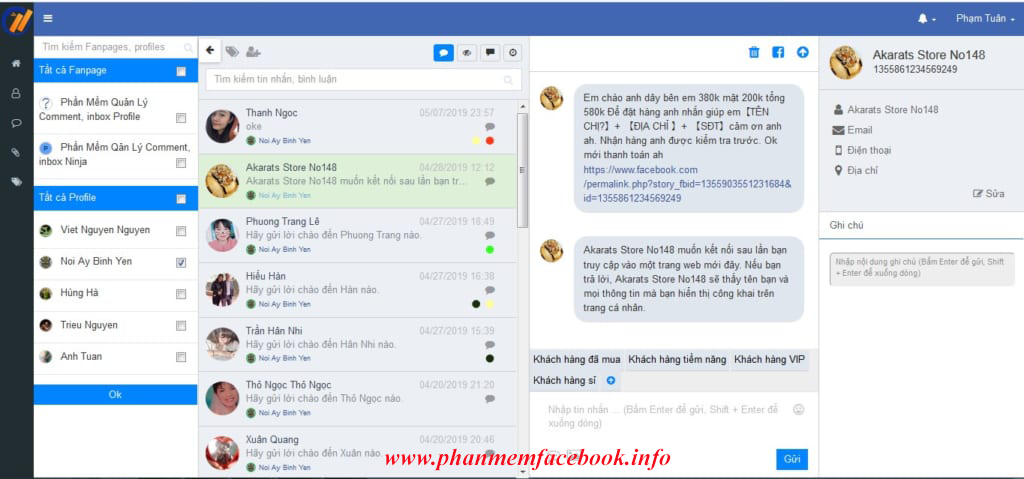 Phạm Tuân
Tìm kiếm Fanpages, profiles
Tất cả Fanpage
? Phần Mềm Quản Lý
Comment, inbox Profile
P Phần Mềm Qản Lý Comment,
inbox Ninja
Tất cả Profile
Viet Nguyen Nguyen
Noi Ay Binh Yen
Hùng Hà
Trieu Nguyen
Anh Tuan
Ok
Tìm kiếm tin nhắn, bình luận
Thanh Ngoc 05/07/2019 23:57
oke
Noi Ay Binh Yen
Akarats Store No148 04/28/2019 12:12
Akarats Store No148 muốn kết nối sau lần bạn tr...
Noi Ay Binh Yen
Phuong Trang Lê 04/27/2019 18:49
Hãy gửi lời chào đến Phuong Trang nào.
Noi Ay Binh Yen
Hiếu Hàn 04/27/2019 16:38
Hãy gửi lời chào đến Hàn nào.
Noi Ay Binh Yen
Trần Hân Nhi 04/27/2019 15:39
Hãy gửi lời chào đến Hân Nhi nào.
Noi Ay Binh Yen
Thỏ Ngọc Thỏ Ngọc 04/20/2019 21:20
Hãy gửi lời chào đến Thỏ Ngọc nào.
Noi Ay Binh Yen
Xuân Quang 04/20/2019 20:46
Hãy gửi lời chào đến Xuân nào.
Noi Ay Binh Yen
Em chào anh dây bên em 380k mật 200k tổng
580k Để đặt hàng anh nhắn giúp em【TÊN
CHỊ?】+ 【ĐỊA CHỈ 】+ 【SĐT】cảm ơn anh
ah. Nhận hàng anh được kiểm tra trước. Ok
mới thanh toán ah
https://www.facebook.com
/permalink.php?story_fbid=1355903551231684&
id=1355861234569249
Akarats Store No148 muốn kết nối sau lần bạn
truy cập vào một trang web mới đây. Nếu bạn
trả lời, Akarats Store No148 sẽ thấy tên bạn và
mọi thông tin mà bạn hiển thị công khai trên
trang cá nhân.
Khách hàng đã mua Khách hàng tiềm năng Khách hàng VIP
Khách hàng sỉ
Nhập tin nhắn ... (Bấm Enter để gửi, Shift + Enter để
xuống dòng)
Gửi
Akarats Store No148
1355861234569249
Akarats Store No148
Email
Điện thoại
Địa chỉ
Sửa
Ghi chú
Nhập nội dung ghi chú (Bấm Enter để gửi, Shift
+ Enter để xuống dòng)
www.phanmemfacebook.info